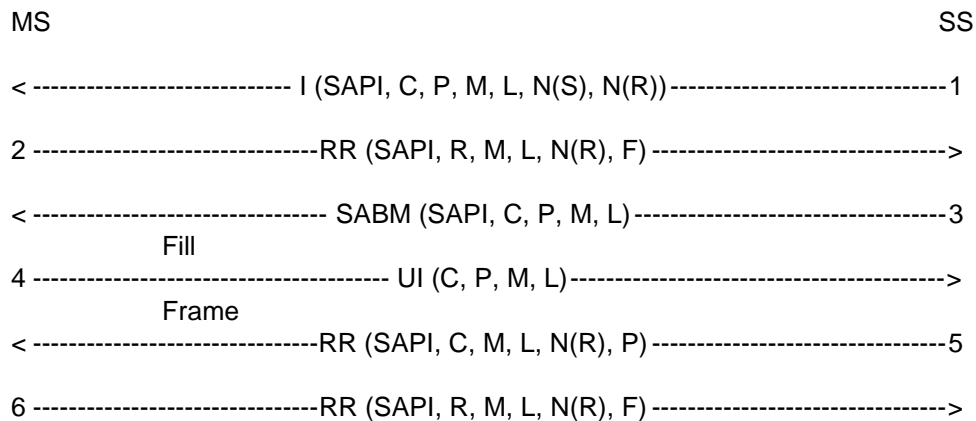 MS SS
< ----------------------------- I (SAPI, C, P, M, L, N(S), N(R))-------------------------------1
2 --------------------------------RR (SAPI, R, M, L, N(R), F) --------------------------------->
< --------------------------------- SABM (SAPI, C, P, M, L)-----------------------------------3
Fill
4 ---------------------------------------- UI (C, P, M, L)------------------------------------------>
Frame
< --------------------------------RR (SAPI, C, M, L, N(R), P) ---------------------------------5
6 --------------------------------RR (SAPI, R, M, L, N(R), F) --------------------------------->